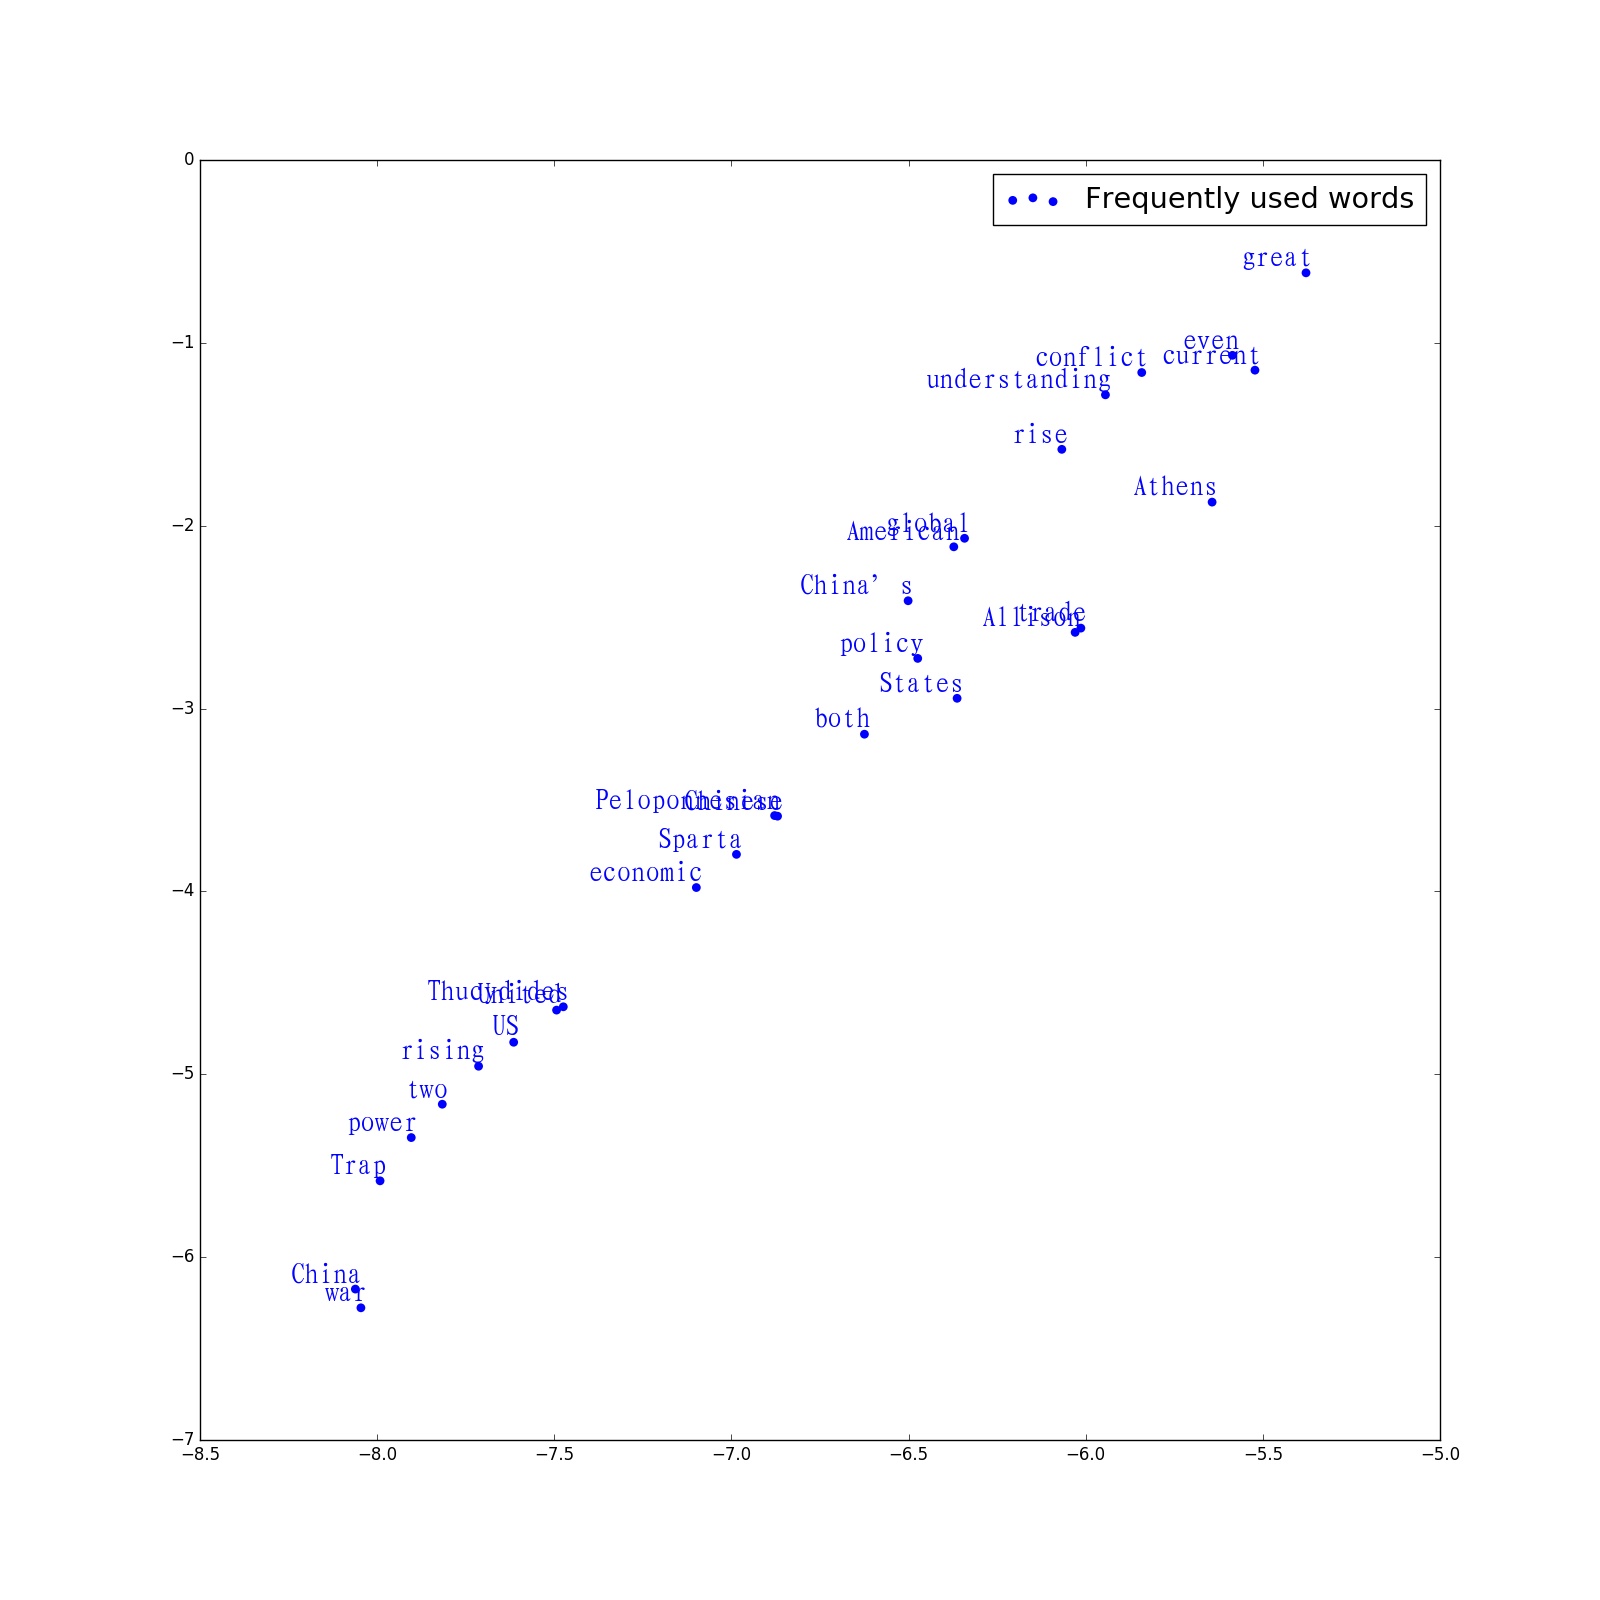 0
Frequently used words
great
−1
even
current
conflict
understanding
rise
Athens
−2
global
American
China’s
trade
Allison
policy
States
−3
both
Peloponnesian
Chinese
Sparta
−4
economic
Thucydides
United
US
rising
−5
two
power
Trap
−6
China
war
−7
−8.5 −8.0 −7.5 −7.0 −6.5 −6.0 −5.5 −5.0